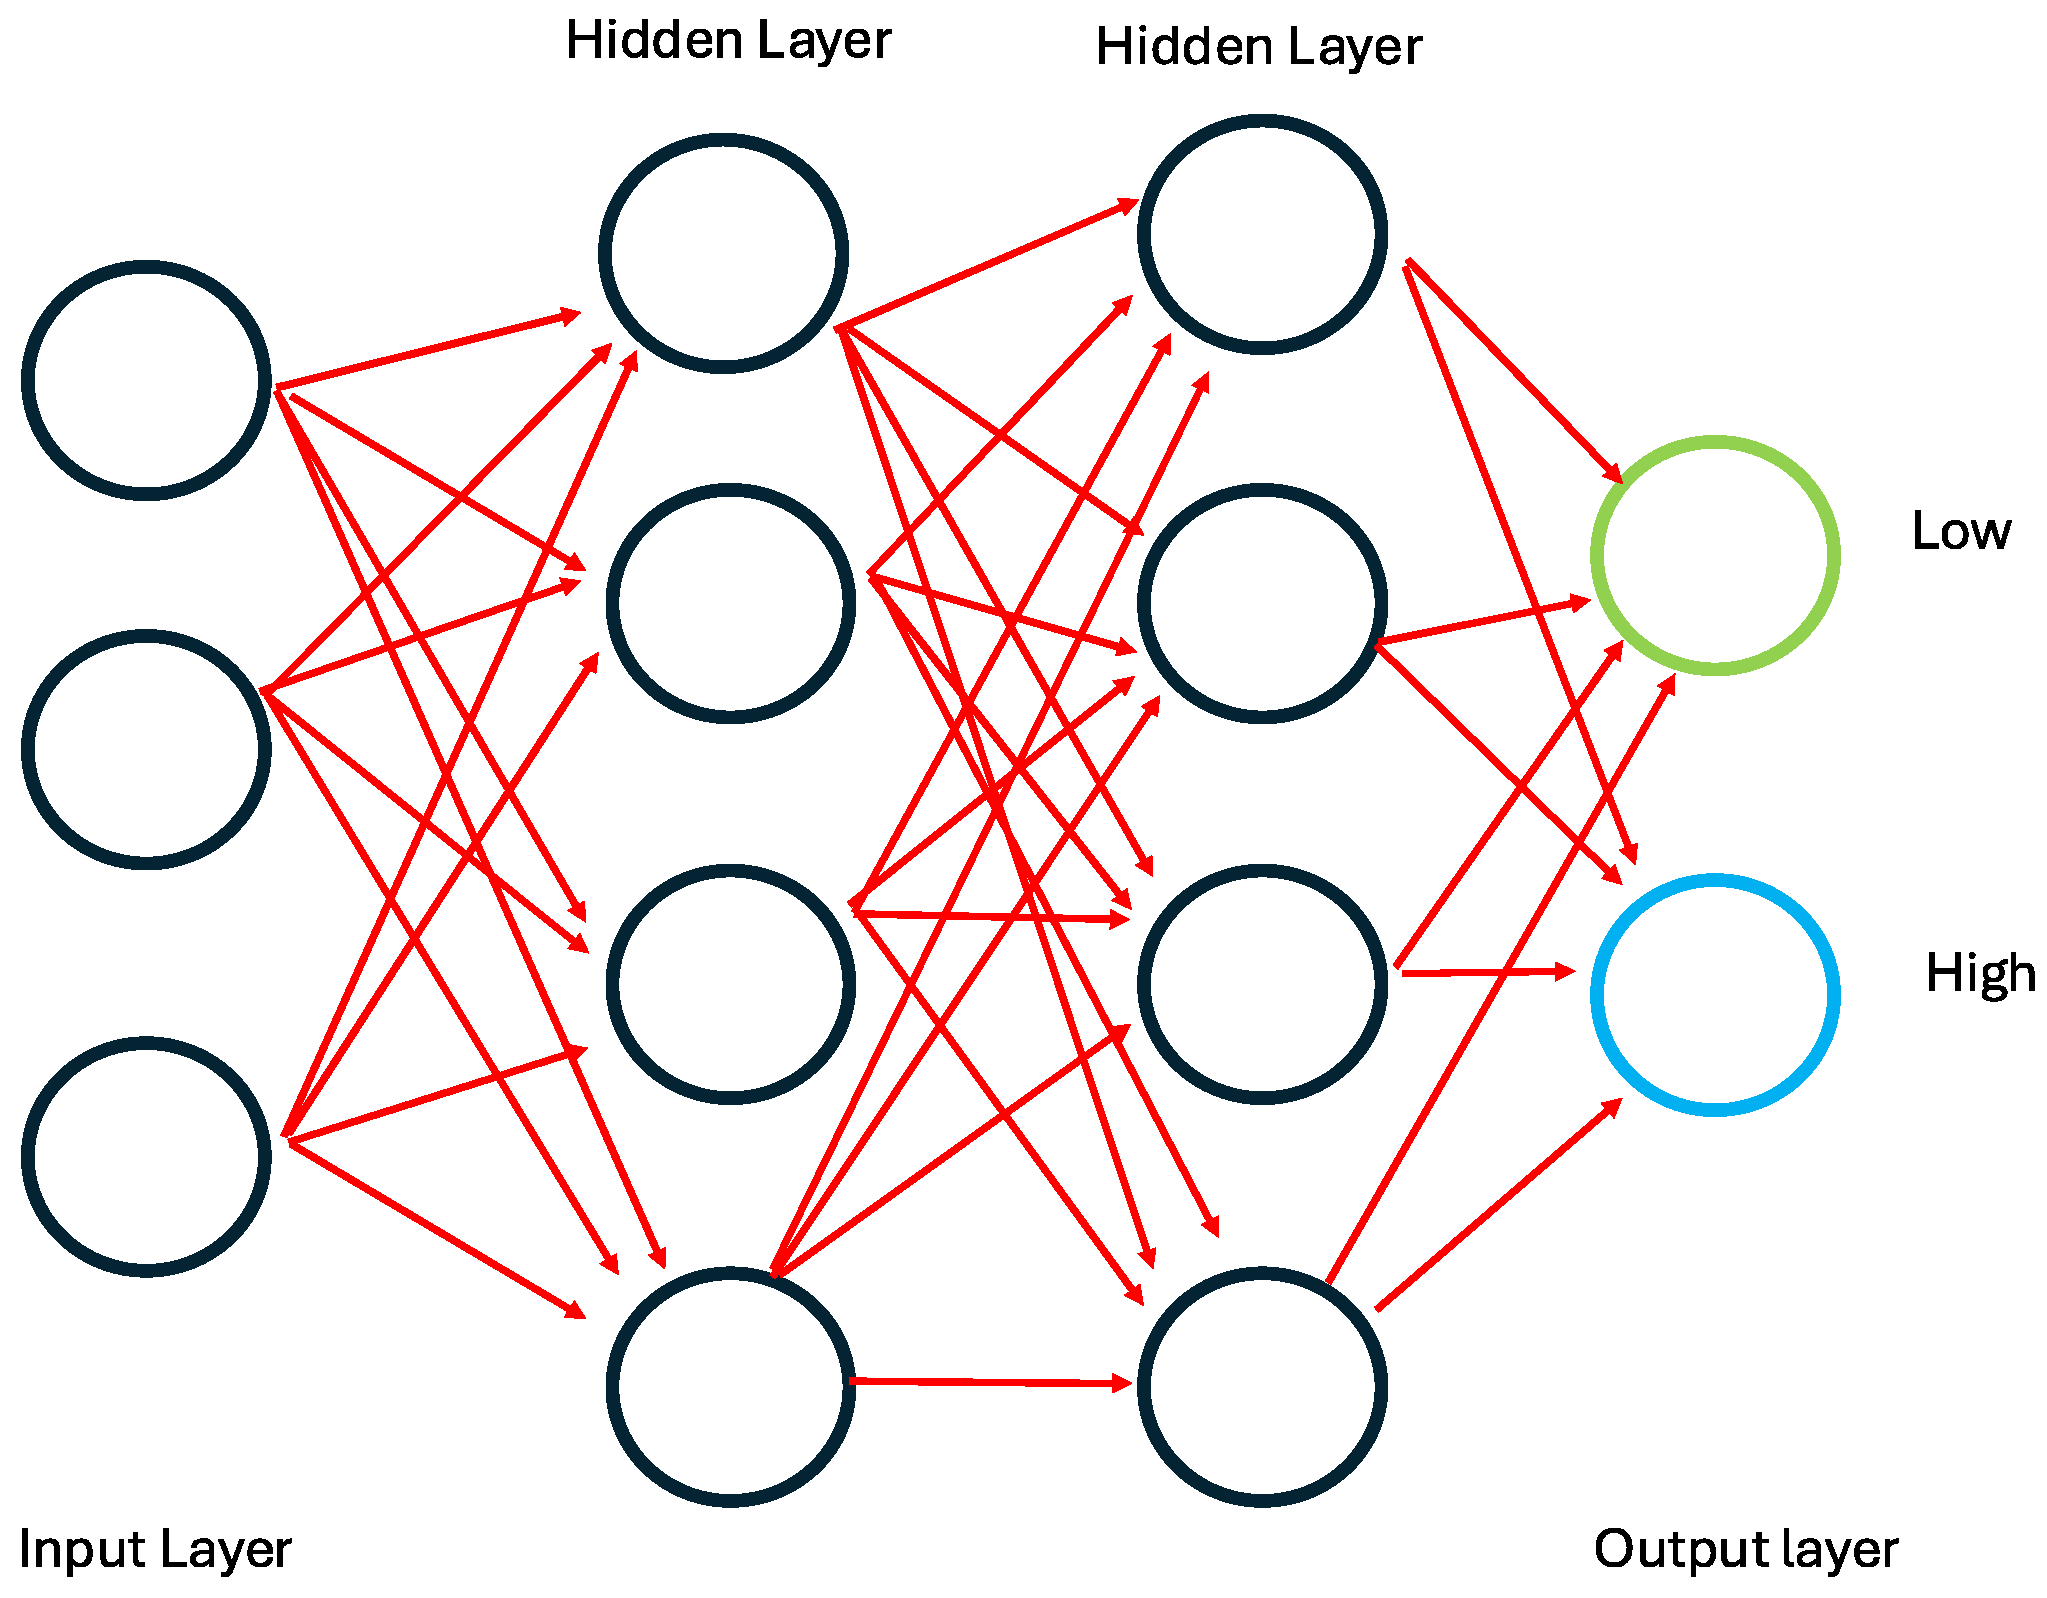 Hidden Layer
Hidden Layer
Low
High
Input Layer
Output layer